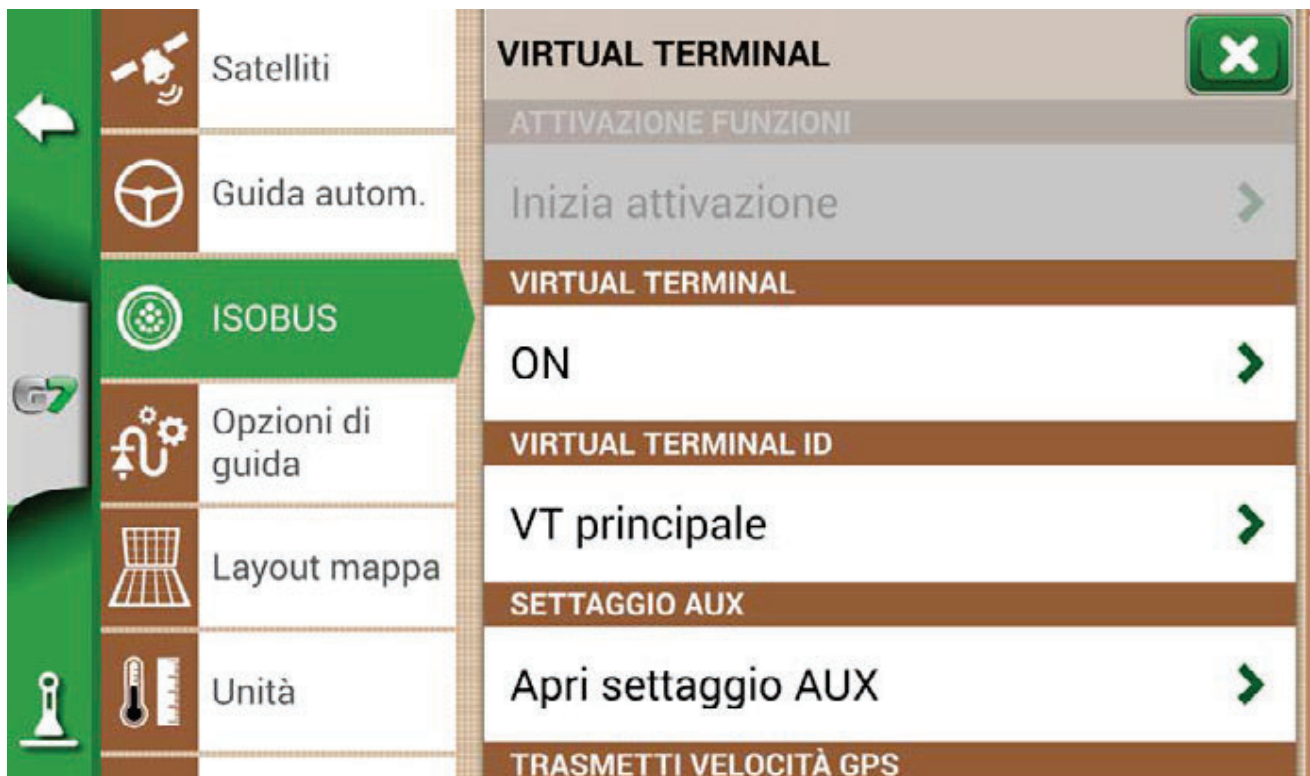 Satelliti
Guida autom.
ISOBUS
Opzioni di
guida
Layout mappa
Unità
G7
VIRTUAL TERMINAL
ATTIVAZIONE FUNZIONI
Inizia attivazione
VIRTUAL TERMINAL
ON
VIRTUAL TERMINAL ID
VT principale
SETTAGGIO AUX
Apri settaggio AUX
TRASMETTI VELOCITÀ GPS